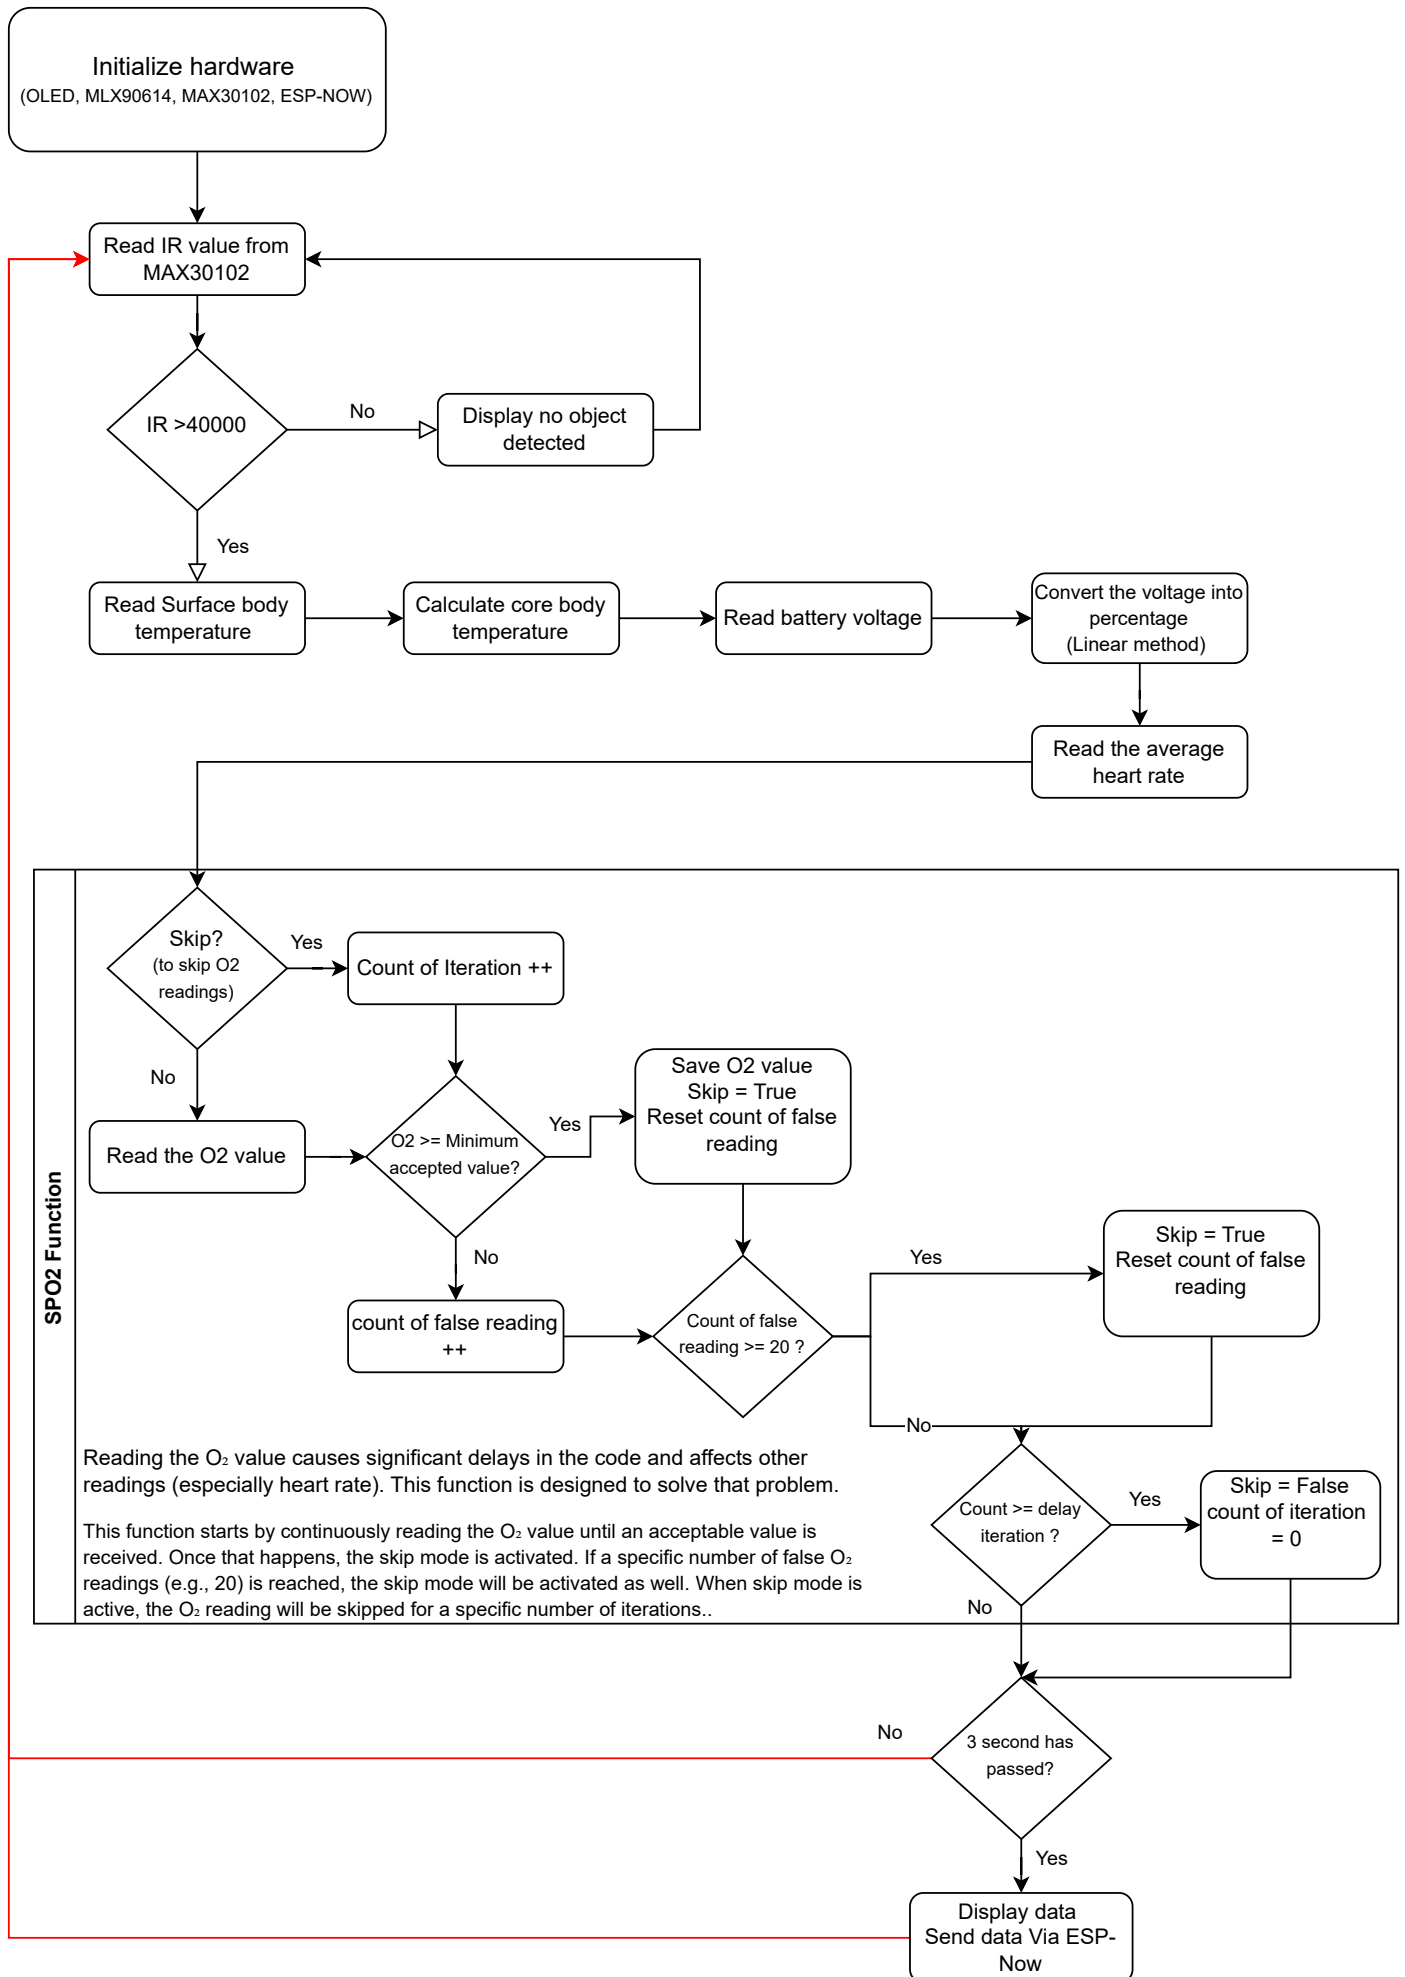 Initialize hardware
(OLED, MLX90614, MAX30102, ESP-NOW)
Read IR value from
MAX30102
IR >40000
No
Display no object
detected
Yes
Read Surface body
temperature
Calculate core body
temperature
Read battery voltage
Convert the voltage into
percentage
(Linear method)
Read the average
heart rate
SPO2 Function
Skip?
(to skip O2
readings)
Yes
Count of Iteration ++
No
Read the O2 value
O2 >= Minimum
accepted value?
Yes
Save O2 value
Skip = True
Reset count of false
reading
No
count of false reading
++
Count of false
reading >= 20 ?
Yes
Skip = True
Reset count of false
reading
No
Count >= delay
iteration ?
Yes
Skip = False
count of iteration
= 0
No
Reading the O₂ value causes significant delays in the code and affects other
readings (especially heart rate). This function is designed to solve that problem.
This function starts by continuously reading the O₂ value until an acceptable value is
received. Once that happens, the skip mode is activated. If a specific number of false O₂
readings (e.g., 20) is reached, the skip mode will be activated as well. When skip mode is
active, the O₂ reading will be skipped for a specific number of iterations..
3 second has
passed?
No
Yes
Display data
Send data Via ESP-
Now